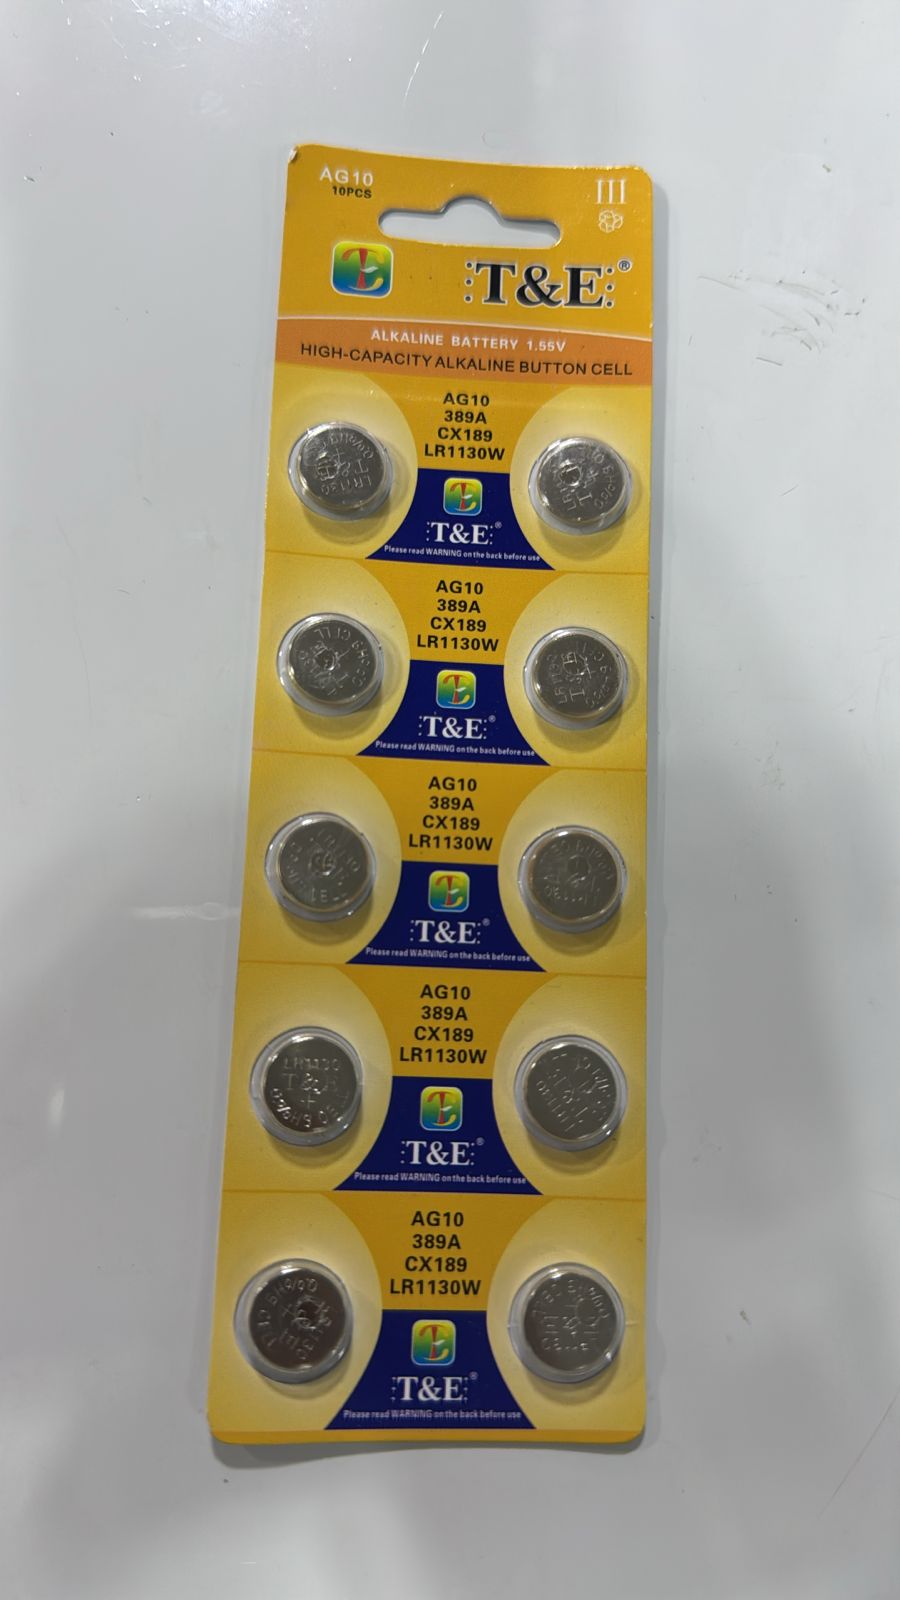 AG10
10PCS
III
T&E®
ALKALINE BATTERY 1.55V
HIGH-CAPACITY ALKALINE BUTTON CELL
AG10
389A
CX189
LR1130W
T&E®
Please read WARNING on the back before use
AG10
389A
CX189
LR1130W
T&E®
Please read WARNING on the back before use
AG10
389A
CX189
LR1130W
T&E®
Please read WARNING on the back before use
AG10
389A
CX189
LR1130W
LR1130
T&E
+
T&E®
Please read WARNING on the back before use
AG10
389A
CX189
LR1130W
T&E®
Please read WARNING on the back before use